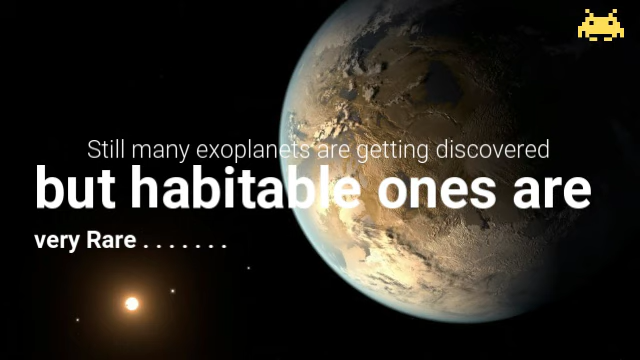 Still many exoplanets are getting discovered
but habitable ones are
very Rare . . . . . . .